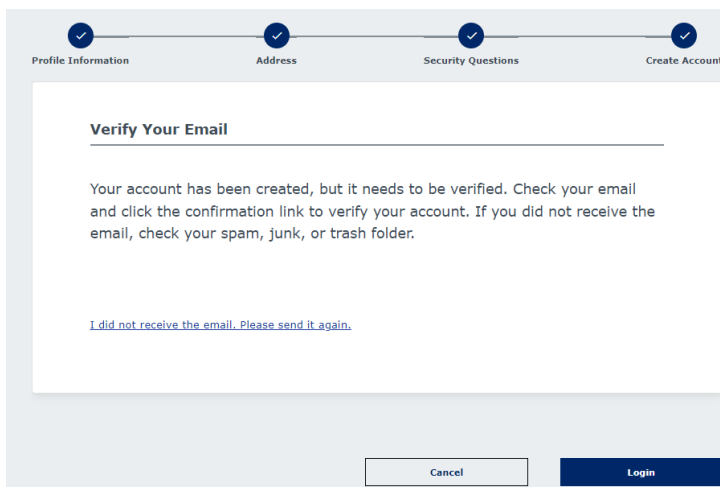 Profile Information
Address
Security Questions
Create Account
Verify Your Email
Your account has been created, but it needs to be verified. Check your email
and click the confirmation link to verify your account. If you did not receive the
email, check your spam, junk, or trash folder.
I did not receive the email. Please send it again.
Cancel
Login